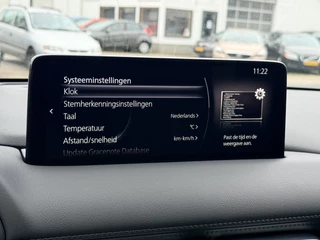 11:22
Systeeminstellingen
Klok
Stemherkenningsinstellingen
Taal Nederlands >
Temperatuur °C >
Afstand/snelheid km・km/h >
Update Gracenote Database
Past de tijd en de
weergave aan.